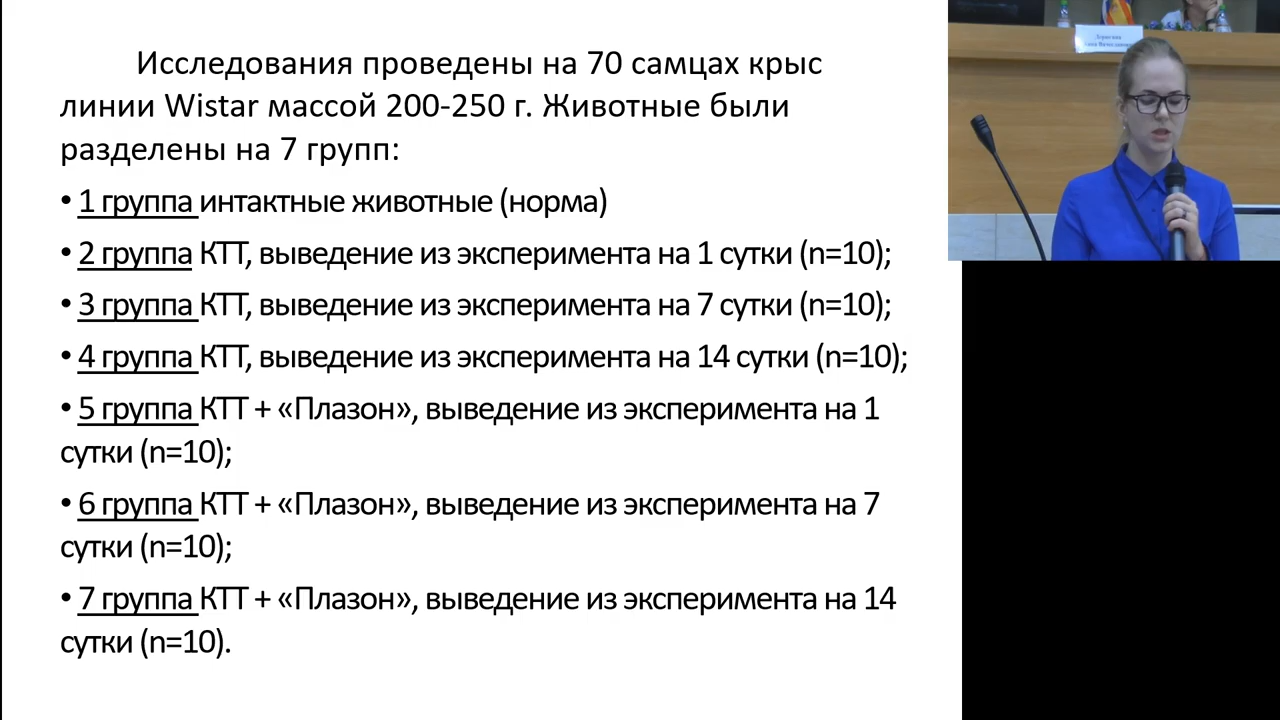 Исследования проведены на 70 самцах крыс
линии Wistar массой 200-250 г. Животные были
разделены на 7 групп:
• 1 группа интактные животные (норма)
• 2 группа КТТ, выведение из эксперимента на 1 сутки (n=10);
• 3 группа КТТ, выведение из эксперимента на 7 сутки (n=10);
• 4 группа КТТ, выведение из эксперимента на 14 сутки (n=10);
• 5 группа КТТ + «Плазон», выведение из эксперимента на 1
сутки (n=10);
• 6 группа КТТ + «Плазон», выведение из эксперимента на 7
сутки (n=10);
• 7 группа КТТ + «Плазон», выведение из эксперимента на 14
сутки (n=10).